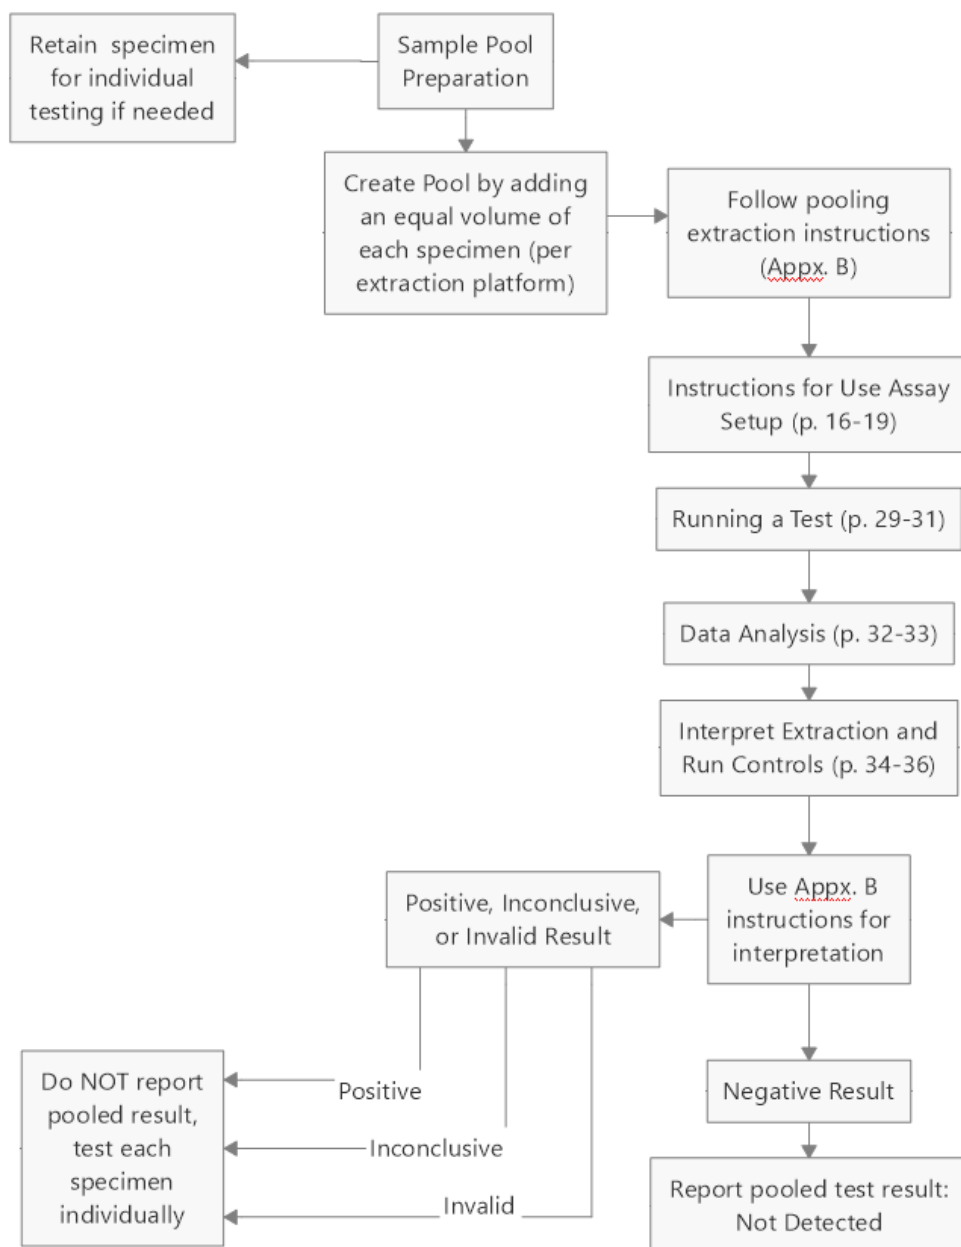 Retain specimen
for individual
testing if needed
Sample Pool
Preparation
Create Pool by adding
an equal volume of
each specimen (per
extraction platform)
Follow pooling
extraction instructions
(Appx. B)
Instructions for Use Assay
Setup (p. 16-19)
Running a Test (p. 29-31)
Data Analysis (p. 32-33)
Interpret Extraction and
Run Controls (p. 34-36)
Use Appx. B
instructions for
interpretation
Positive, Inconclusive,
or Invalid Result
Positive
Inconclusive
Invalid
Do NOT report
pooled result,
test each
specimen
individually
Negative Result
Report pooled test result:
Not Detected